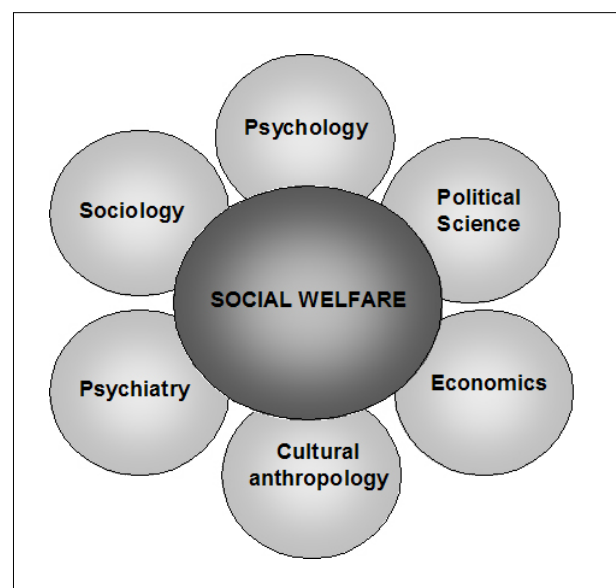 Psychology
Political
Science
Sociology
SOCIAL WELFARE
Economics
Psychiatry
Cultural
anthropology